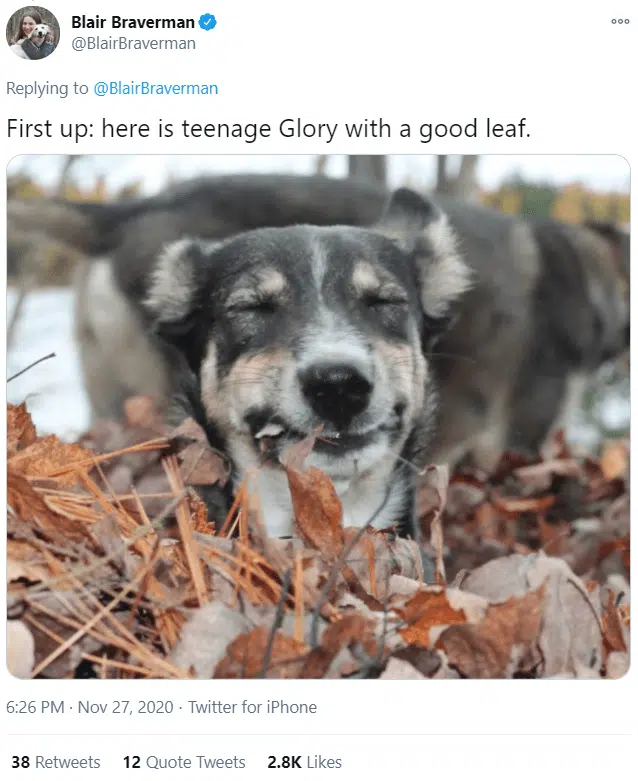 Blair Braverman
@BlairBraverman
Replying to @BlairBraverman
First up: here is teenage Glory with a good leaf.
6:26 PM · Nov 27, 2020 · Twitter for iPhone
38 Retweets 12 Quote Tweets 2.8K Likes